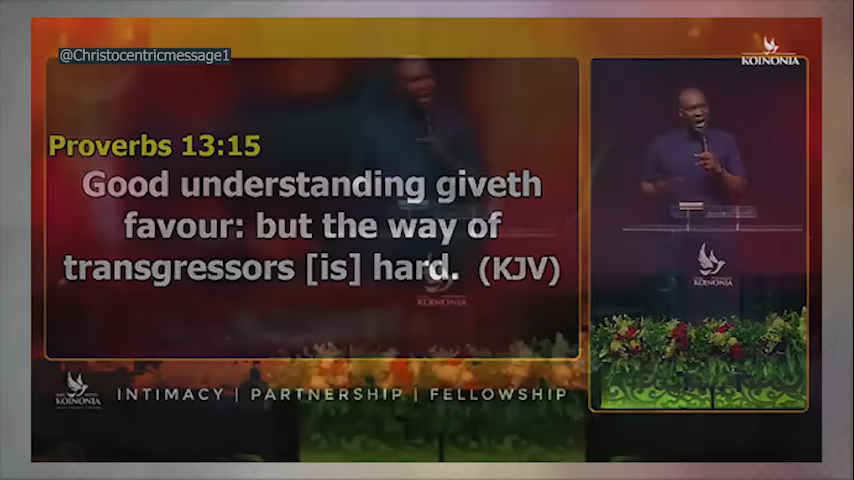 @Christocentricmessage1
KOINONIA
Proverbs 13:15
Good understanding giveth
favour: but the way of
transgressors [is] hard. (KJV)
KOINONIA
KOINONIA
KOINONIA
INTIMACY | PARTNERSHIP | FELLOWSHIP